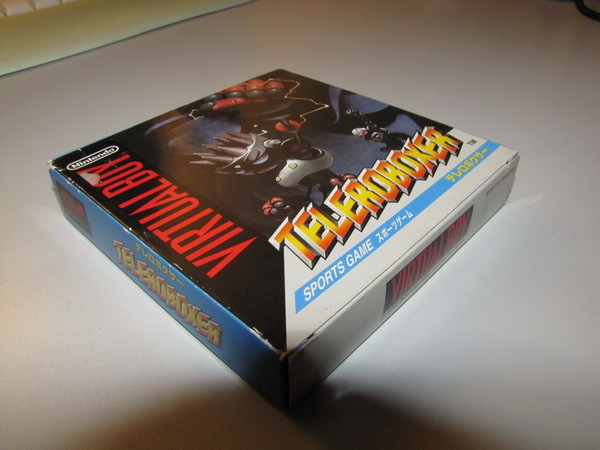 Nintendo
VIRTUAL BOY
TELEROBOXER™
テレロボクサー
SPORTS GAME スポーツゲーム
テレロボクサー
TELEROBOXER
VIRTUAL BOY